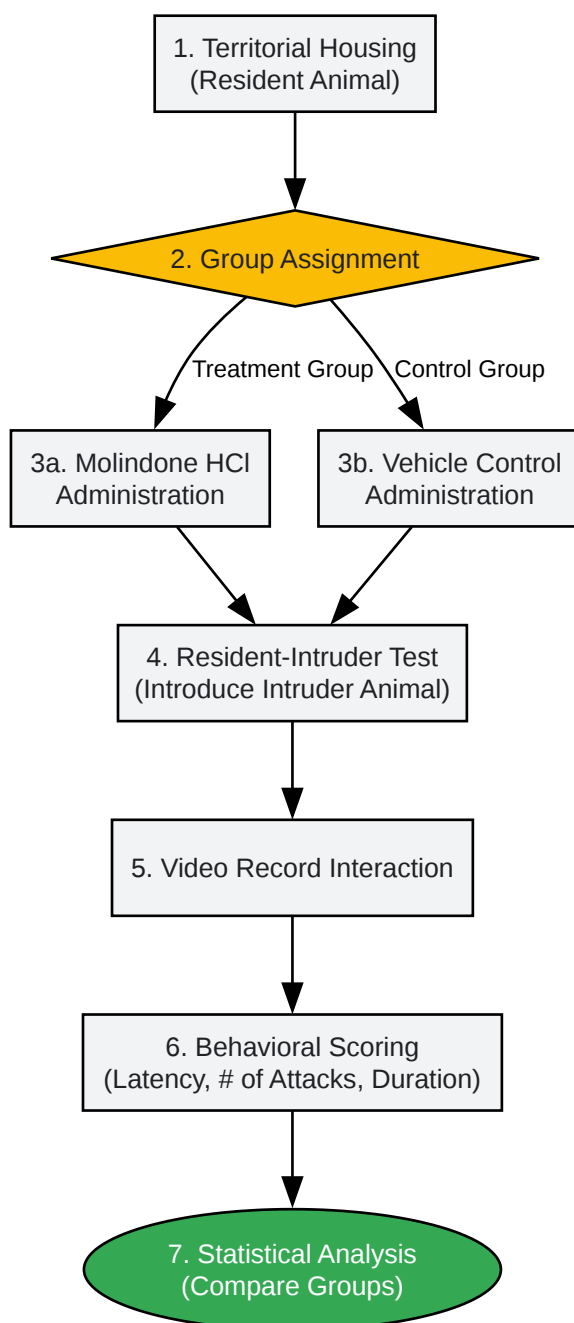 1. Territorial Housing
(Resident Animal)
2. Group Assignment
Treatment Group
Control Group
3a. Molindone HCl
Administration
3b. Vehicle Control
Administration
4. Resident-Intruder Test
(Introduce Intruder Animal)
5. Video Record Interaction
6. Behavioral Scoring
(Latency, # of Attacks, Duration)
7. Statistical Analysis
(Compare Groups)